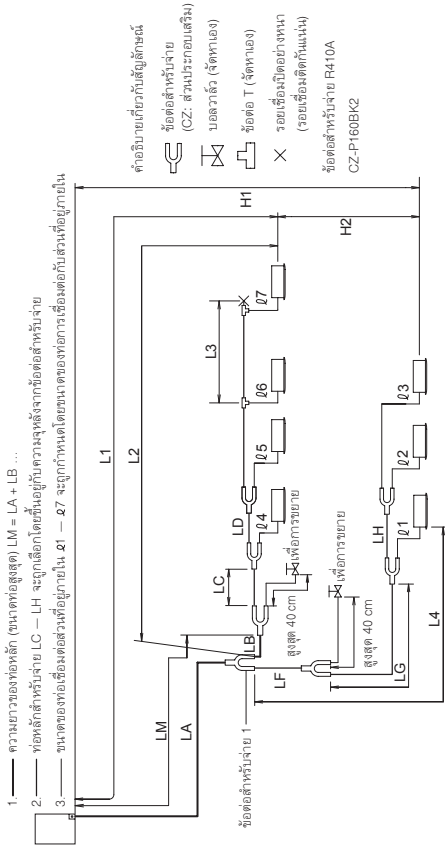 1. ความยาวของท่อหลัก (ขนาดท่อสูงสุด) LM = LA + LB ...
2. ท่อหลักสำหรับจ่าย LC — LH จะถูกเลือกโดยขึ้นอยู่กับความจุหลังจากข้อต่อสำหรับจ่าย
3. ขนาดของท่อเชื่อมต่อส่วนที่อยู่ภายใน ℓ1 — ℓ7 จะถูกกำหนดโดยขนาดของท่อการเชื่อมต่อกับส่วนที่อยู่ภายใน
L1
L2
LM
LA
H1
H2
L3
LB
LC
LD
ℓ4
ℓ5
ℓ6
ℓ7
สูงสุด 40 cm
เพื่อการขยาย
ข้อต่อสำหรับจ่าย 1
LF
สูงสุด 40 cm
เพื่อการขยาย
LG
LH
ℓ1
ℓ2
ℓ3
L4
คำอธิบายเกี่ยวกับสัญลักษณ์
ข้อต่อสำหรับจ่าย
(CZ: ส่วนประกอบเสริม)
บอลวาล์ว (จัดหาเอง)
ข้อต่อ T (จัดหาเอง)
รอยเชื่อมปิดอย่างหนา
(รอยเชื่อมติดกันแน่น)
ข้อต่อสำหรับจ่าย R410A
CZ-P160BK2